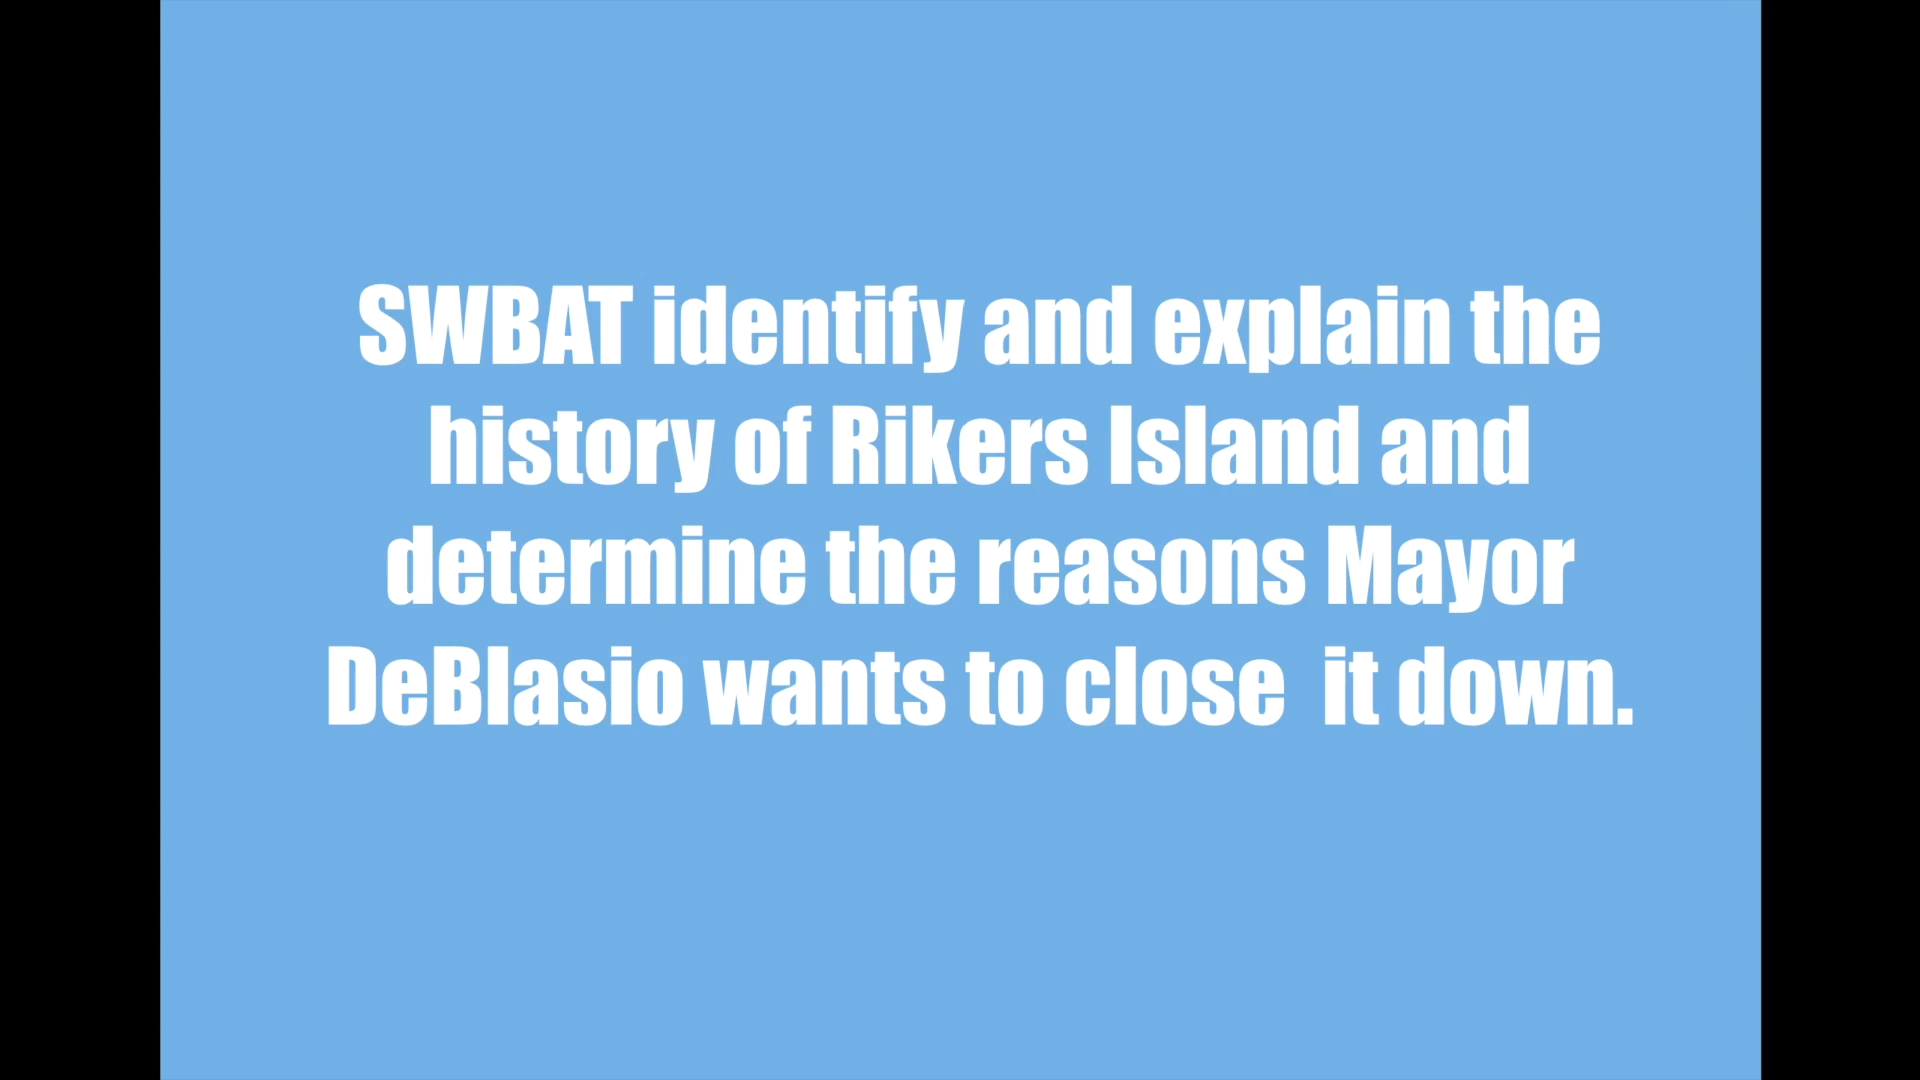 SWBAT identify and explain the
history of Rikers Island and
determine the reasons Mayor
DeBlasio wants to close  it down.